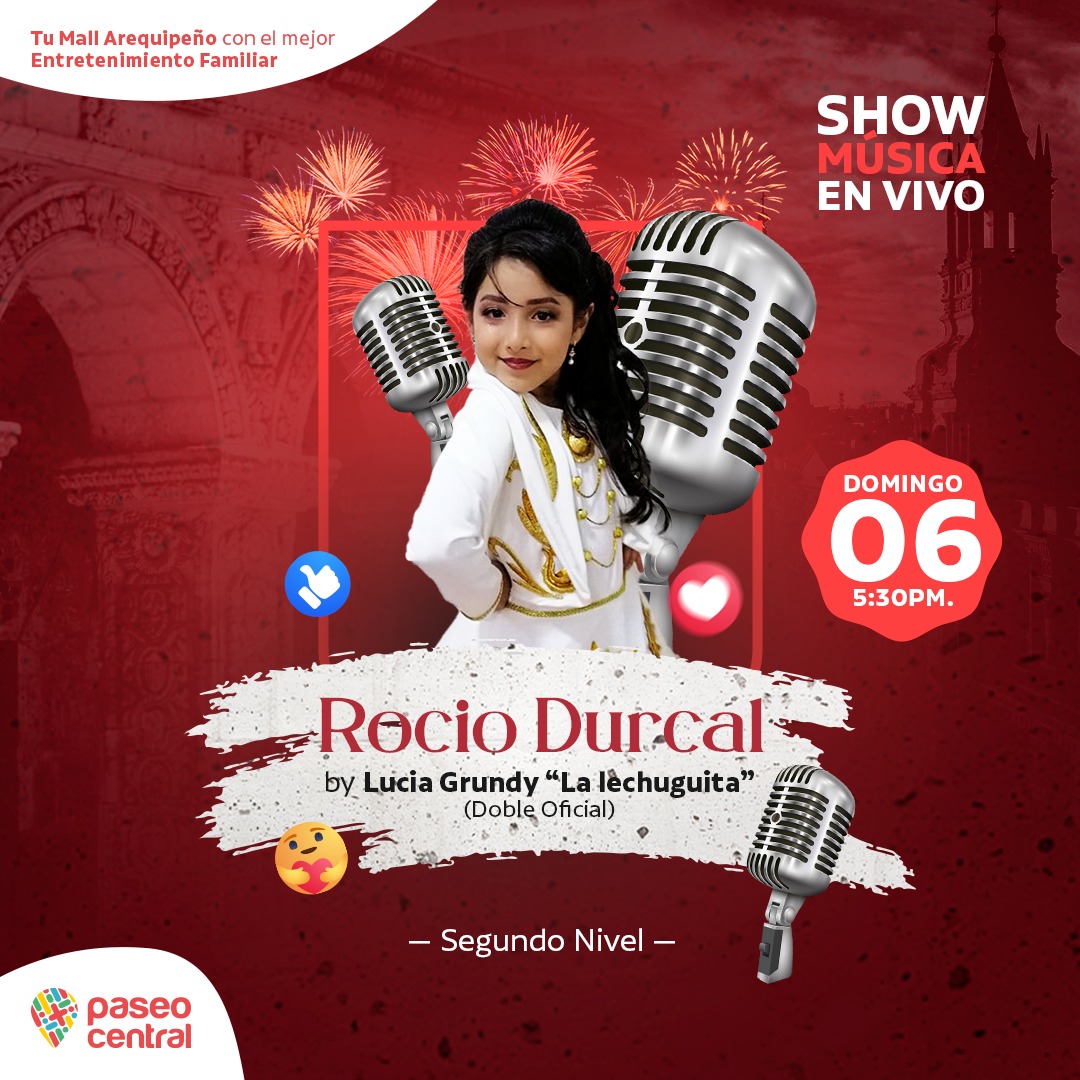 Tu Mall Arequipeño con el mejor
Entretenimiento Familiar
SHOW
MÚSICA
EN VIVO
DOMINGO
06
5:30PM.
Rocio Durcal
by Lucia Grundy “La lechuguita”
(Doble Oficial)
— Segundo Nivel —
paseo
central